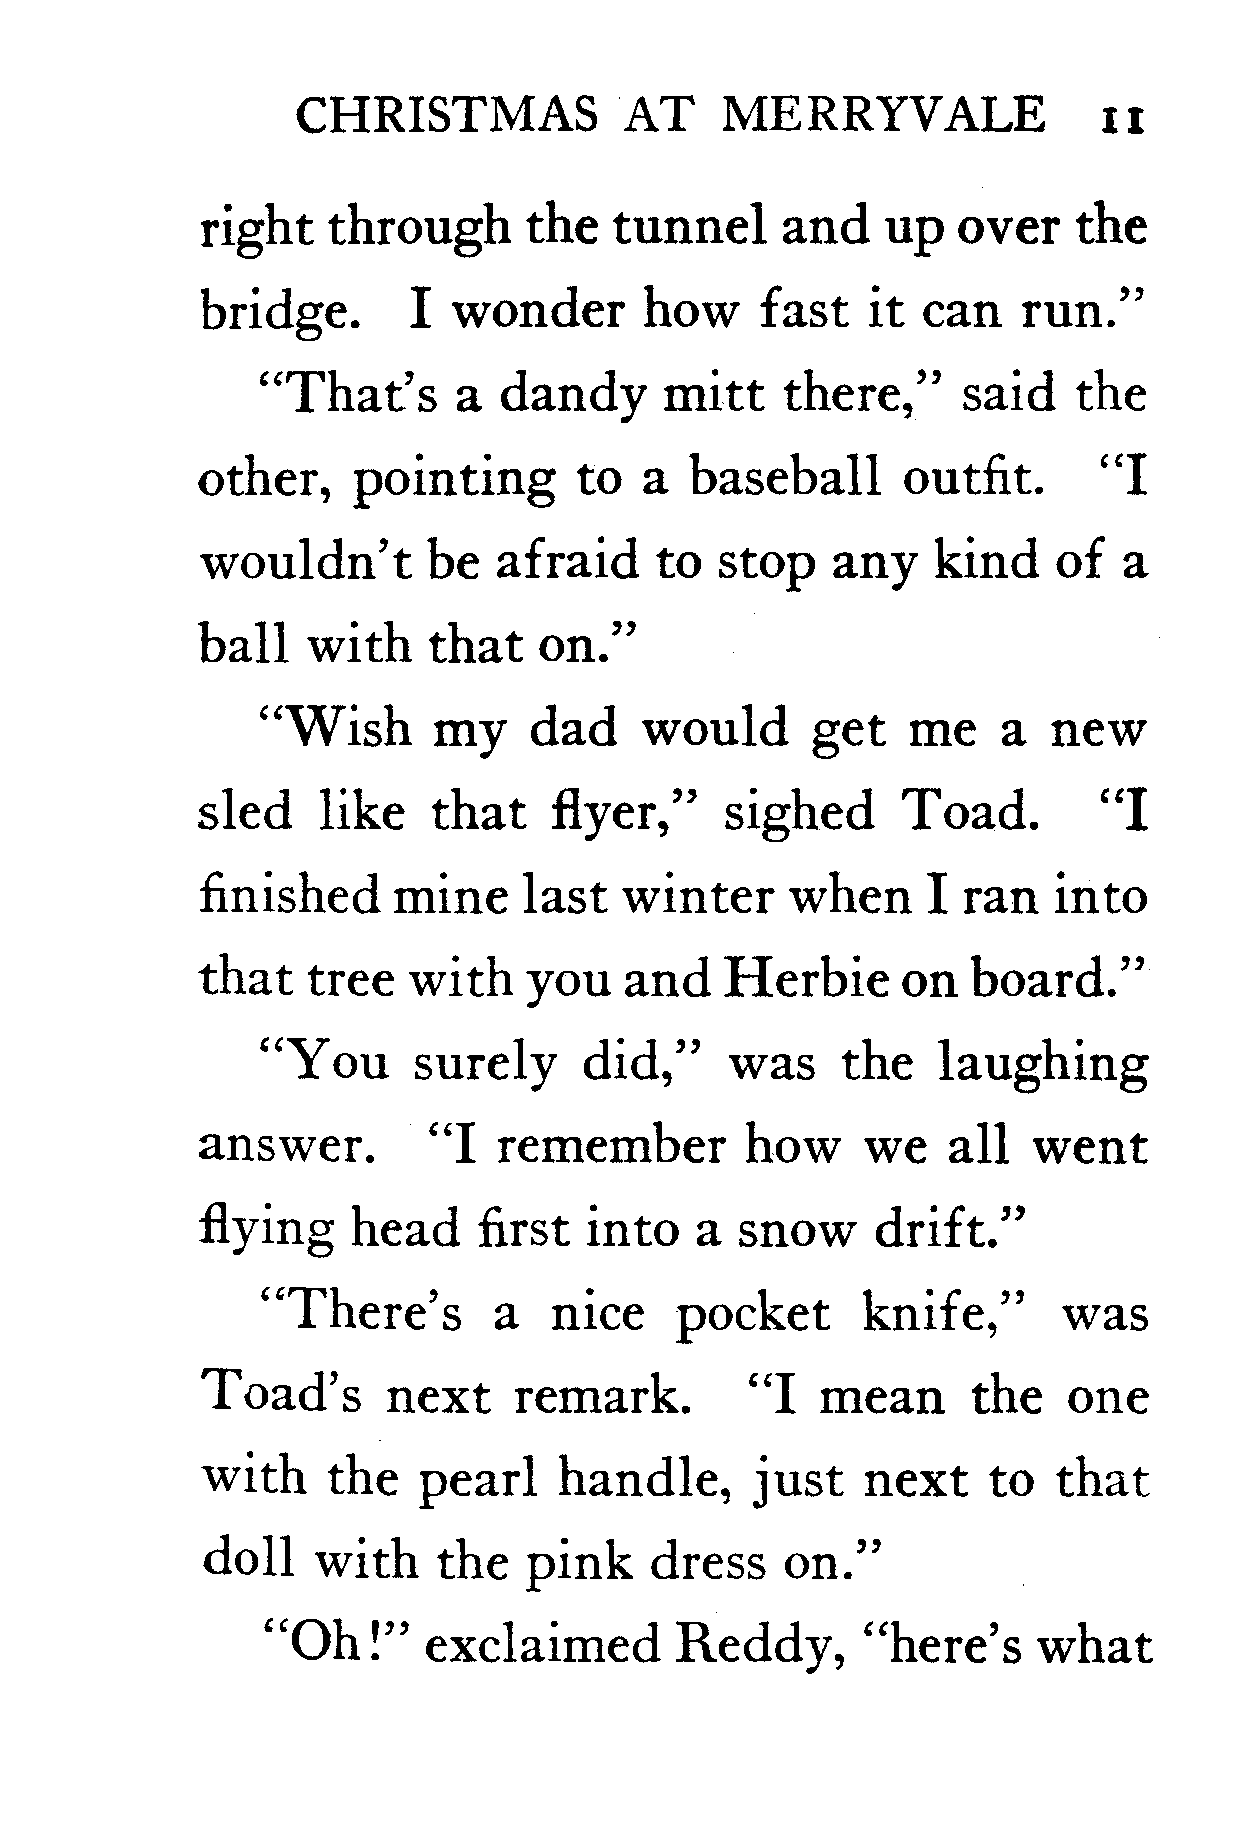 CHRISTMAS AT MERRYVALE 11
right through the tunnel and up over the
bridge. I wonder how fast it can run.”
“That’s a dandy mitt there,” said the
other, pointing to a baseball outfit. “I
wouldn’t be afraid to stop any kind of a
ball with that on.”
“Wish my dad would get me a new
sled like that flyer,” sighed Toad. “I
finished mine last winter when I ran into
that tree with you and Herbie on board.”
“You surely did,” was the laughing
answer. “I remember how we all went
flying head first into a snow drift.”
“There’s a nice pocket knife,” was
Toad’s next remark. “I mean the one
with the pearl handle, just next to that
doll with the pink dress on.”
“Oh!” exclaimed Reddy, “here’s what